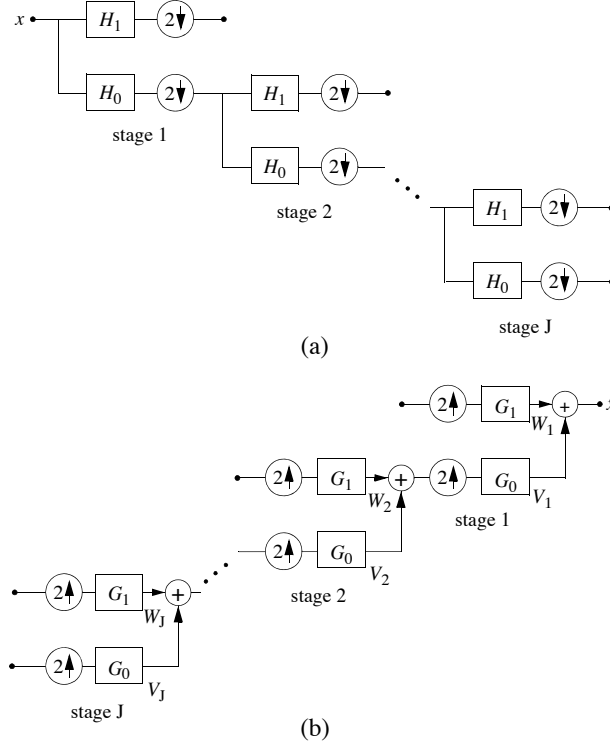 x H₁ 2↓
H₀ 2↓ H₁ 2↓
stage 1
H₀ 2↓
stage 2
H₁ 2↓
H₀ 2↓
stage J
(a)
2↑ G₁ W₁ + x
2↑ G₁ W₂ + 2↑ G₀ V₁
stage 1
2↑ G₀ V₂
stage 2
2↑ G₁ W_J +
2↑ G₀ V_J
stage J
(b)